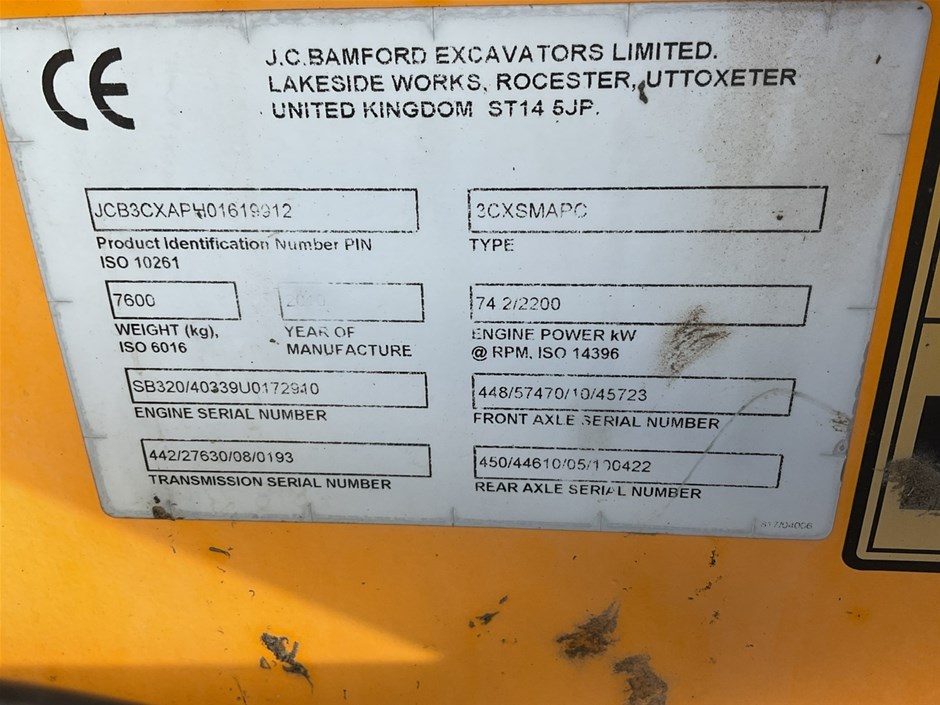 CE
J.C.BAMFORD EXCAVATORS LIMITED.
LAKESIDE WORKS, ROCESTER, UTTOXETER
UNITED KINGDOM ST14 5JP.
JCB3CXAPH01619912
Product Identification Number PIN
ISO 10261
3CXSMAPC
TYPE
7600
WEIGHT (kg),
ISO 6016
YEAR OF
MANUFACTURE
74.2/2200
ENGINE POWER kW
@ RPM, ISO 14396
SB320/40339U0172910
ENGINE SERIAL NUMBER
448/57470/10/45723
FRONT AXLE SERIAL NUMBER
442/27630/08/0193
TRANSMISSION SERIAL NUMBER
450/44610/05/100422
REAR AXLE SERIAL NUMBER